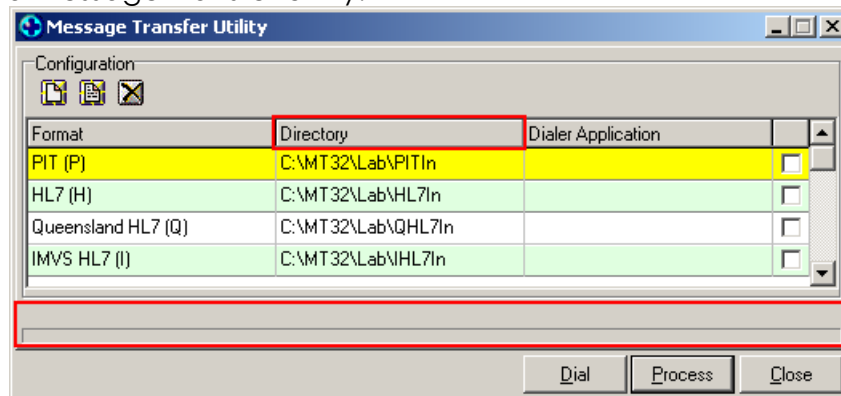 Message Transfer Utility
Configuration
Format Directory Dialer Application
PIT (P) C:\MT32\Lab\PITIn
HL7 (H) C:\MT32\Lab\HL7In
Queensland HL7 (Q) C:\MT32\Lab\QHL7In
IMVS HL7 (I) C:\MT32\Lab\IHL7In
Dial Process Close